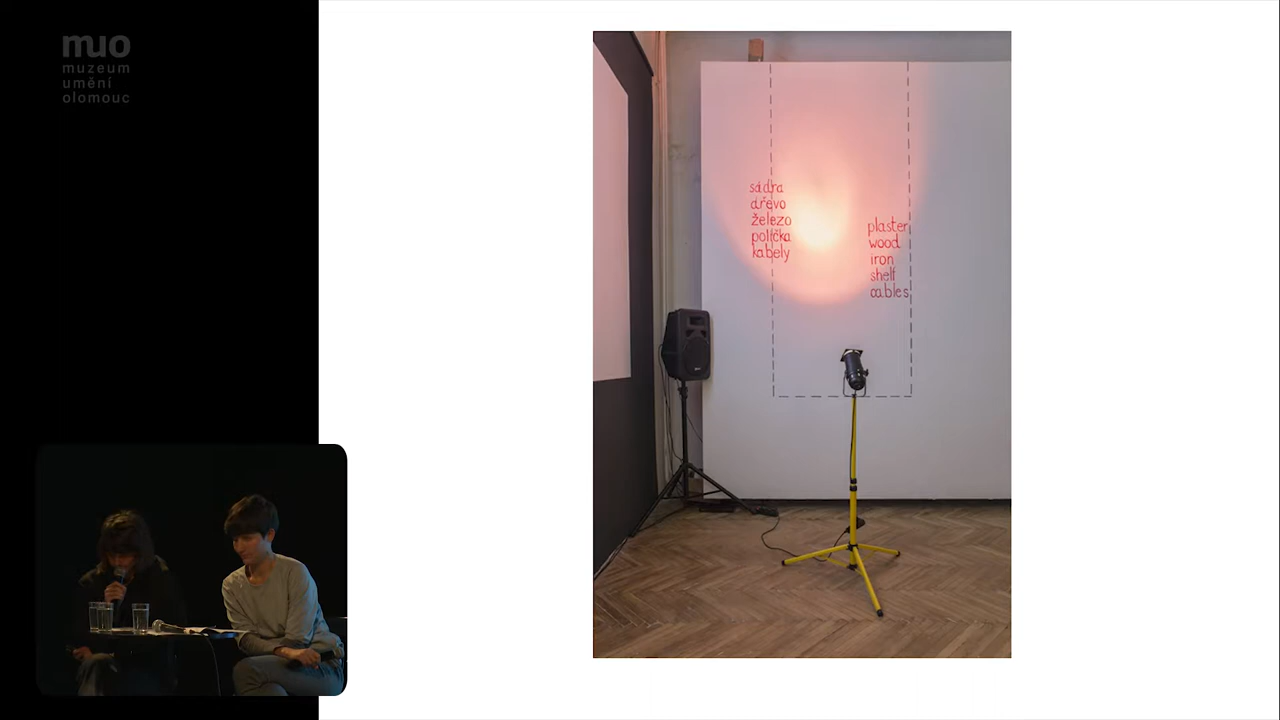 muo
muzeum
umění
olomouc
sádra
dřevo
železo
polička
kabely
plaster
wood
iron
shelf
cables